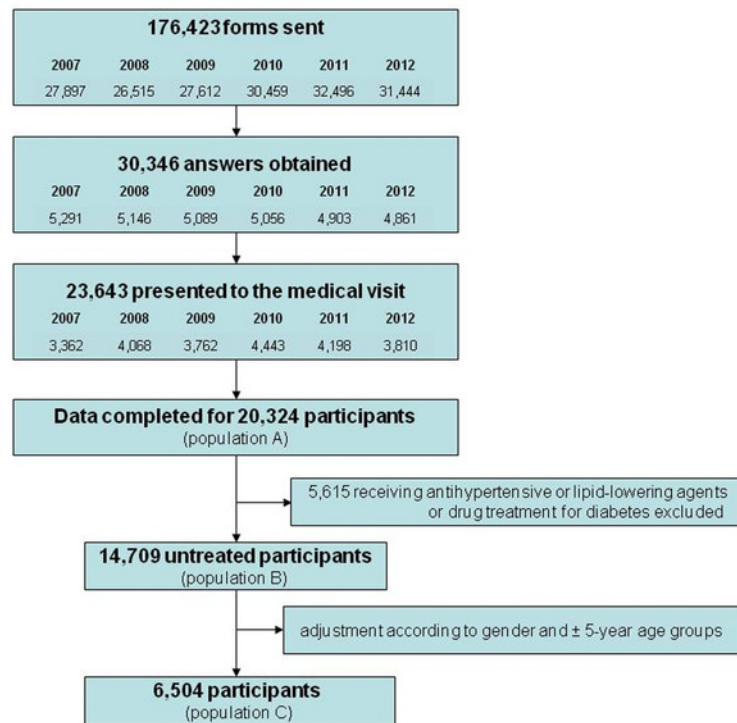 176,423 forms sent
2007 2008 2009 2010 2011 2012
27,897 26,515 27,612 30,459 32,496 31,444
30,346 answers obtained
2007 2008 2009 2010 2011 2012
5,291 5,146 5,089 5,056 4,903 4,861
23,643 presented to the medical visit
2007 2008 2009 2010 2011 2012
3,362 4,068 3,762 4,443 4,198 3,810
Data completed for 20,324 participants
(population A)
5,615 receiving antihypertensive or lipid-lowering agents
or drug treatment for diabetes excluded
14,709 untreated participants
(population B)
adjustment according to gender and ± 5-year age groups
6,504 participants
(population C)